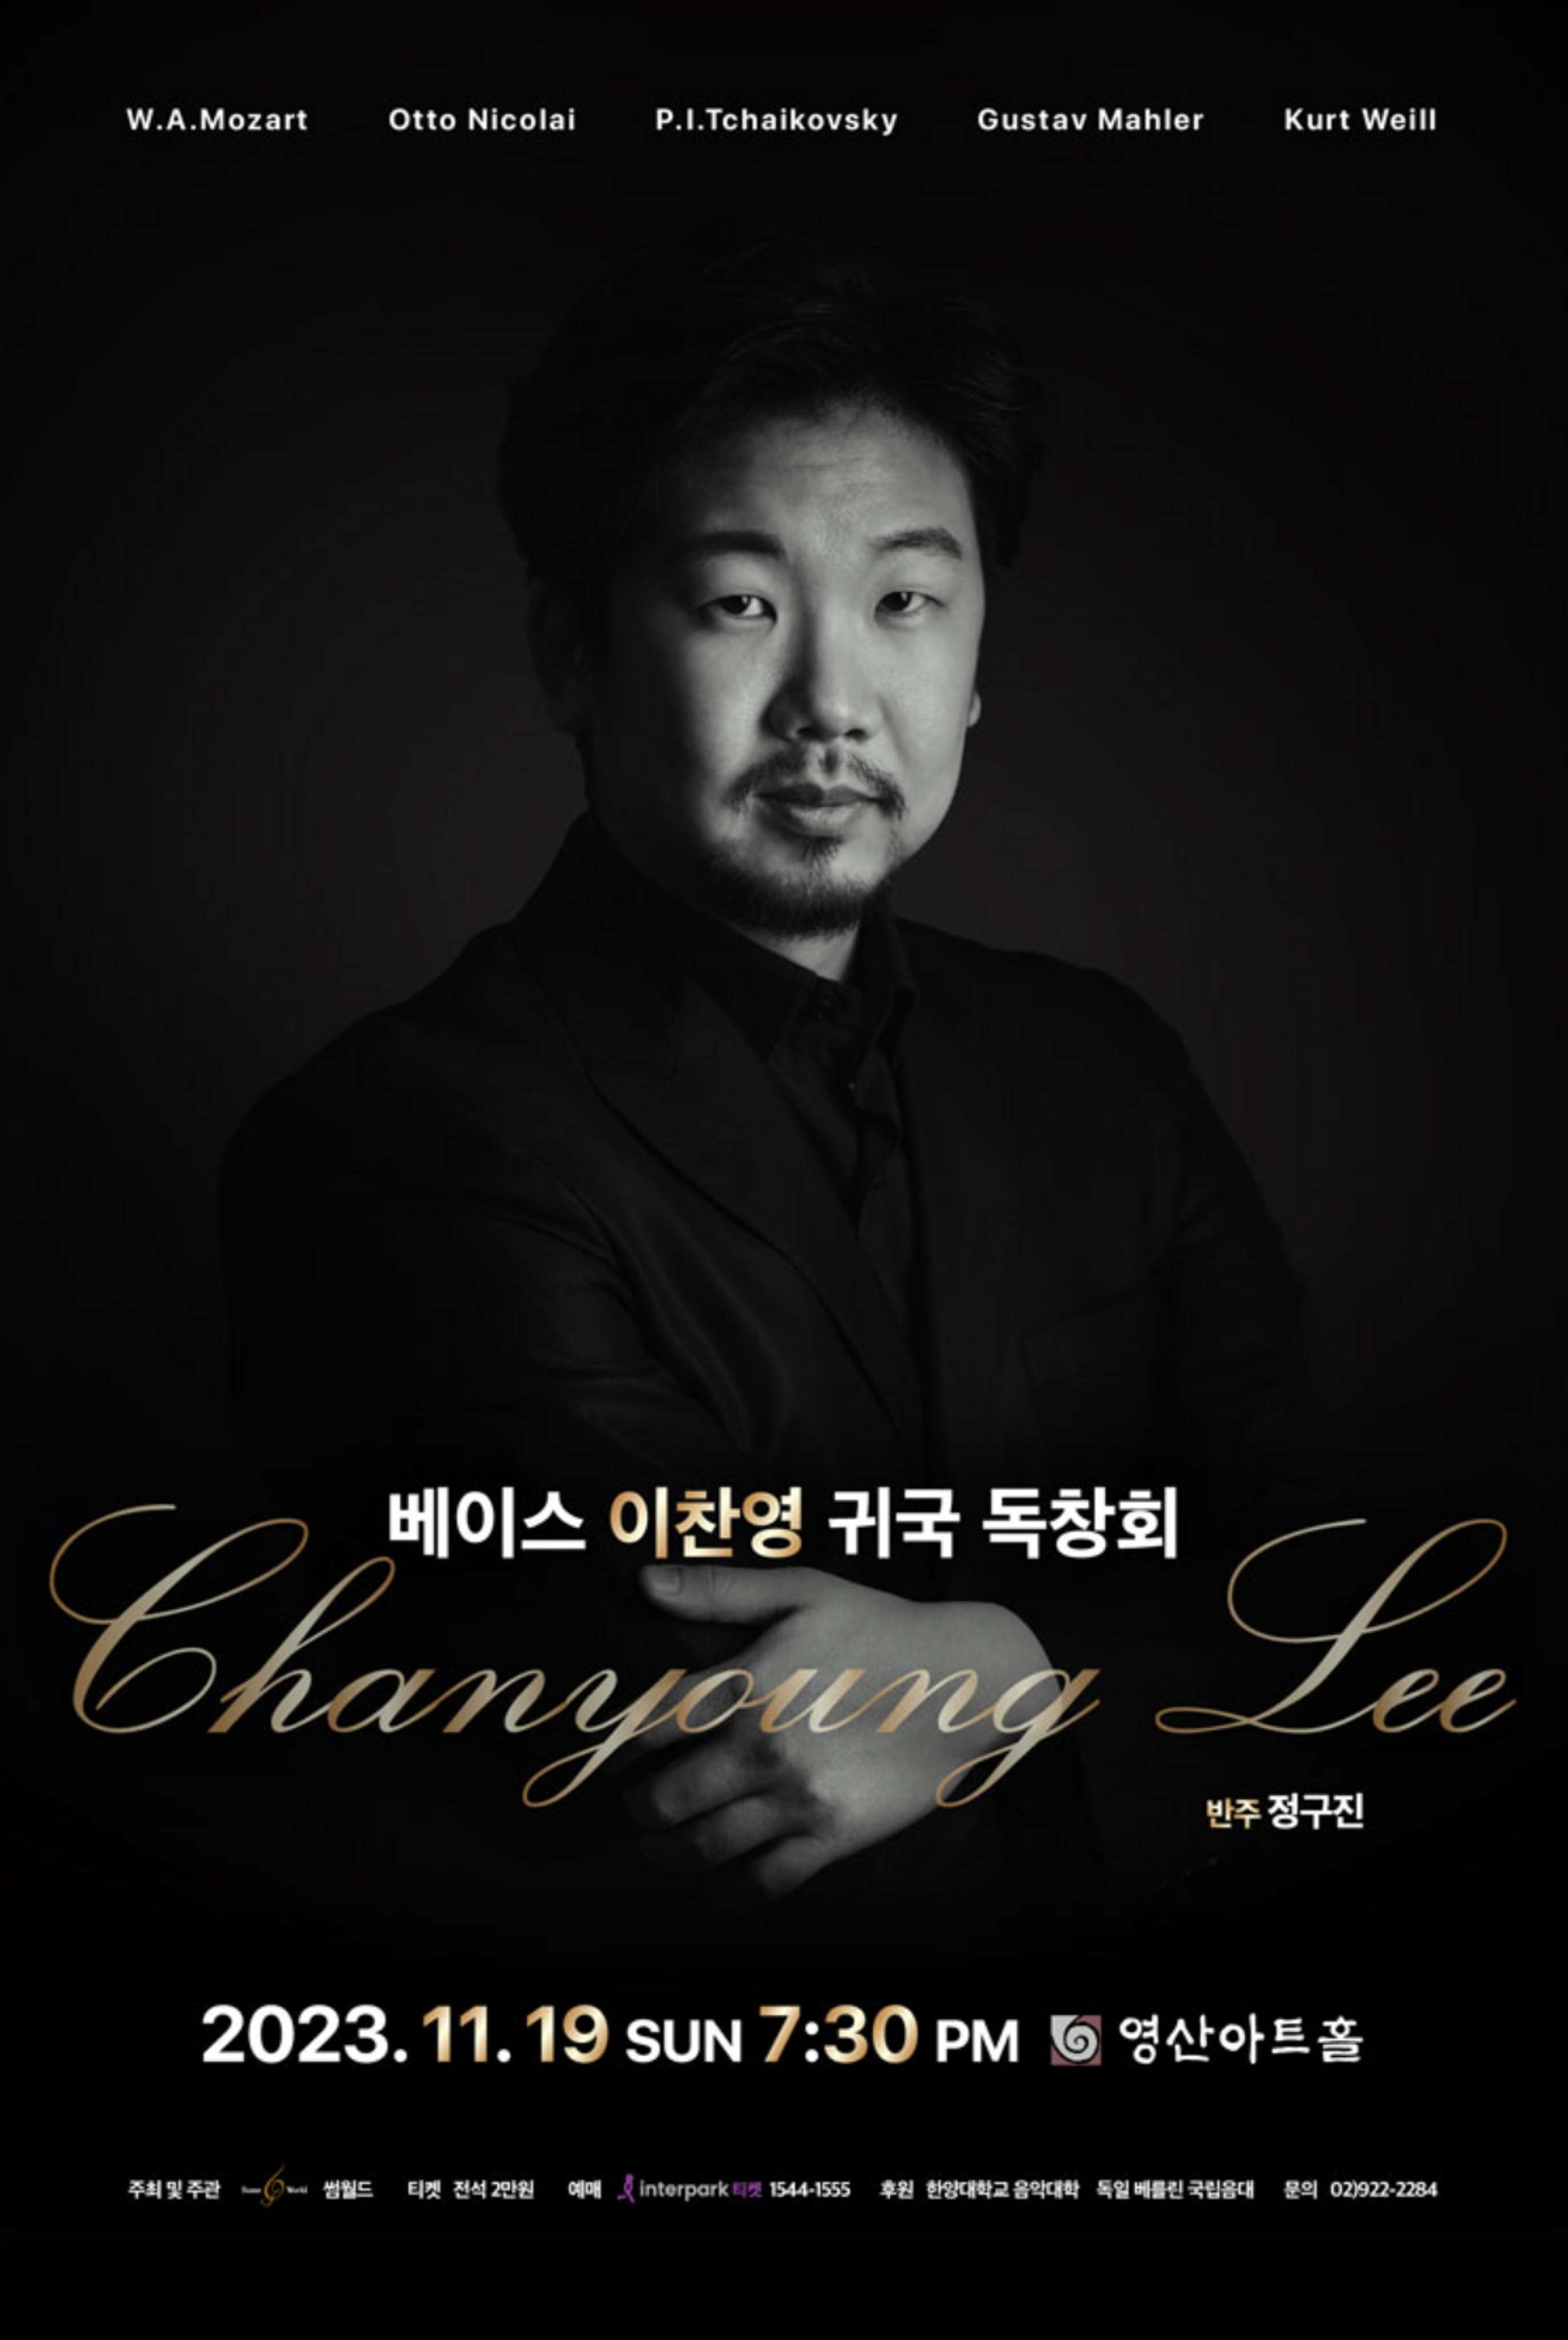 W.A.Mozart Otto Nicolai P.I.Tchaikovsky Gustav Mahler Kurt Weill
베이스 이찬영 귀국 독창회
Chanyoung Lee
반주 정구진
2023. 11. 19 SUN 7:30 PM 영산아트홀
주최 및 주관 Some World 썸월드 티켓 전석 2만원 예매 interpark 티켓 1544-1555 후원 한양대학교 음악대학 독일 베를린 국립음대 문의 02)922-2284